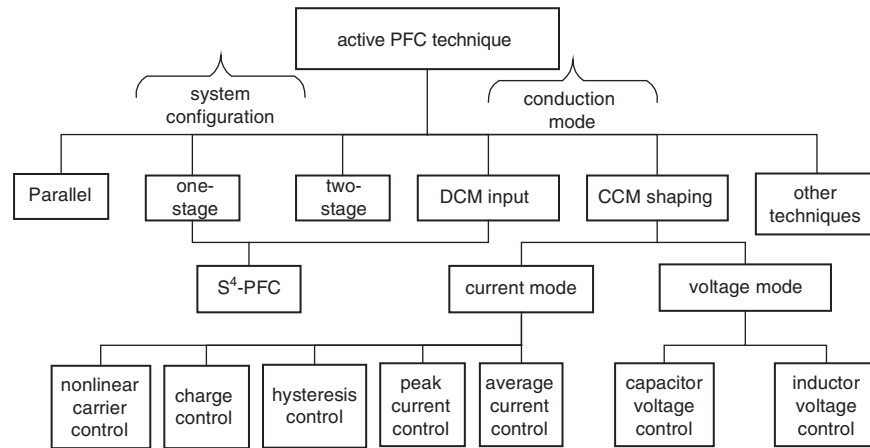 active PFC technique
system
configuration
conduction
mode
Parallel
one-
stage
two-
stage
DCM input
CCM shaping
other
techniques
S⁴-PFC
current mode
voltage mode
nonlinear
carrier
control
charge
control
hysteresis
control
peak
current
control
average
current
control
capacitor
voltage
control
inductor
voltage
control